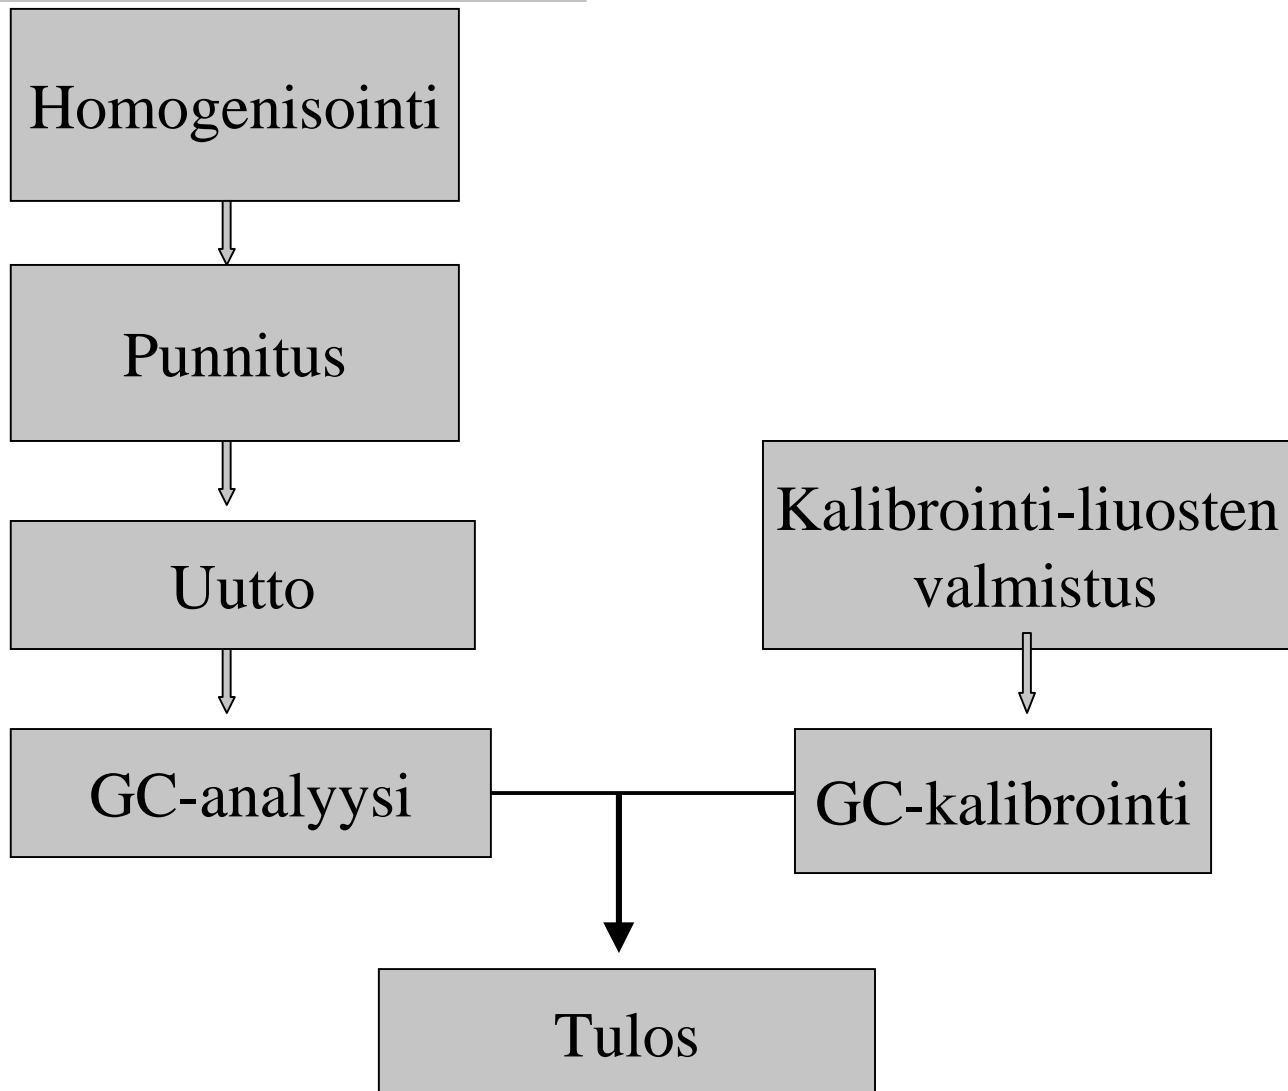 Homogenisointi
Punnitus
Uutto
GC-analyysi
Kalibrointi-liuosten
valmistus
GC-kalibrointi
Tulos